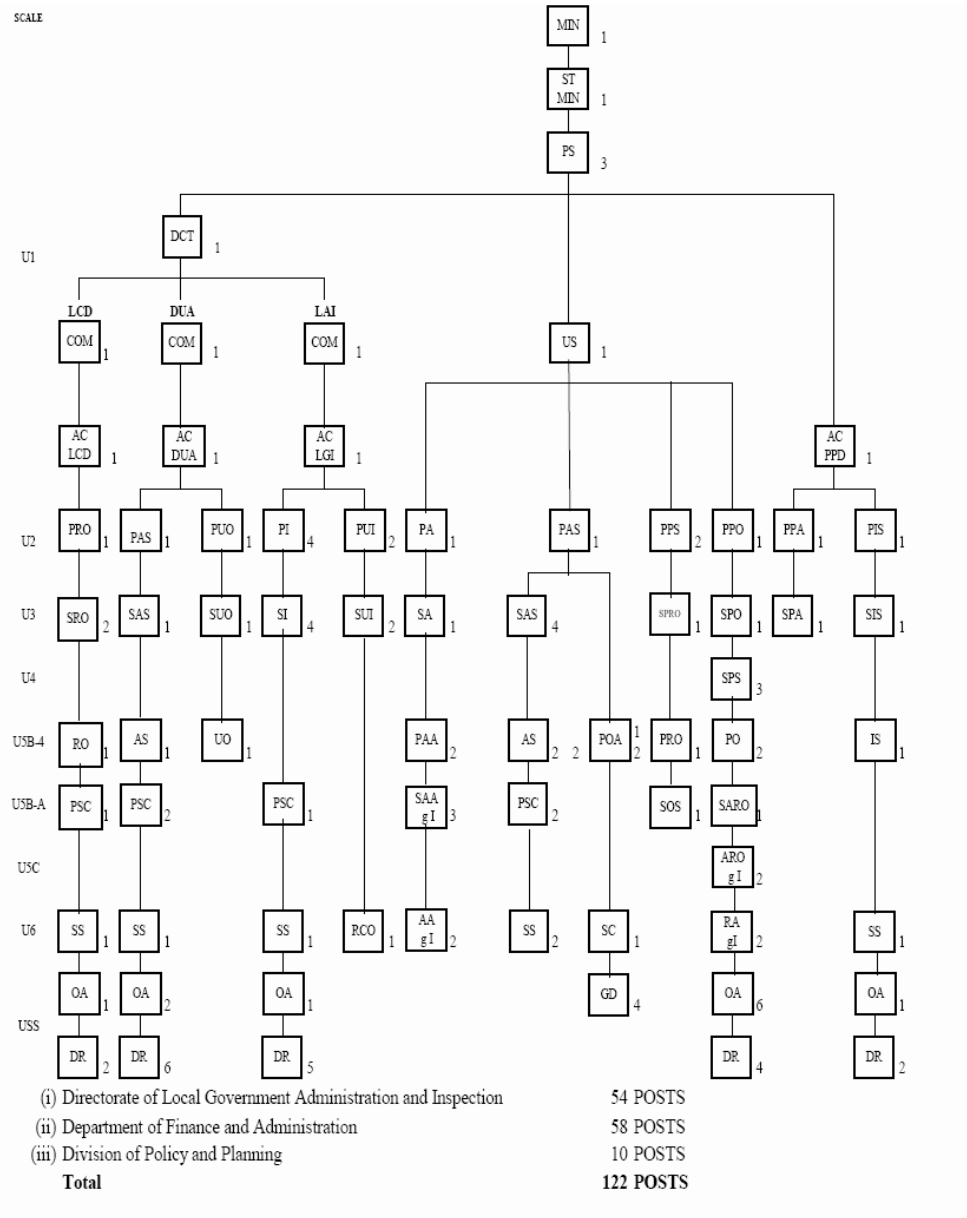 SCALE
MIN
1
ST
MIN
1
PS
3
DCT
1
U1
LCD DUA LAI
COM 1 COM 1 COM 1 US 1
AC AC AC AC
LCD 1 DUA 1 LGI 1 PPD 1
U2 PRO 1 PAS 1 PUO 1 PI 4 PUI 2 PA 1 PAS 1 PPS 2 PPO 1 PPA 1 PIS 1
U3 SRO 2 SAS 1 SUO 1 SI 4 SUI 2 SA 1 SAS 4 SPRO 1 SPO 1 SPA 1 SIS 1
U4 SPS 3
U5B-4 RO 1 AS 1 UO 1 PAA 2 AS 2 2 POA 1 2 PRO 1 PO 2 IS 1
U5B-A PSC 1 PSC 2 PSC 1 SAA g I 3 PSC 2 SOS 1 SARO 1
U5C ARO g I 2
U6 SS 1 SS 1 SS 1 RCO 1 AA g I 2 SS 2 SC 1 RA gI 2 SS 1
OA 1 OA 2 OA 1 GD 4 OA 6 OA 1
USS
DR 2 DR 6 DR 5 DR 4 DR 2
(i) Directorate of Local Government Administration and Inspection 54 POSTS
(ii) Department of Finance and Administration 58 POSTS
(iii) Division of Policy and Planning 10 POSTS
Total 122 POSTS